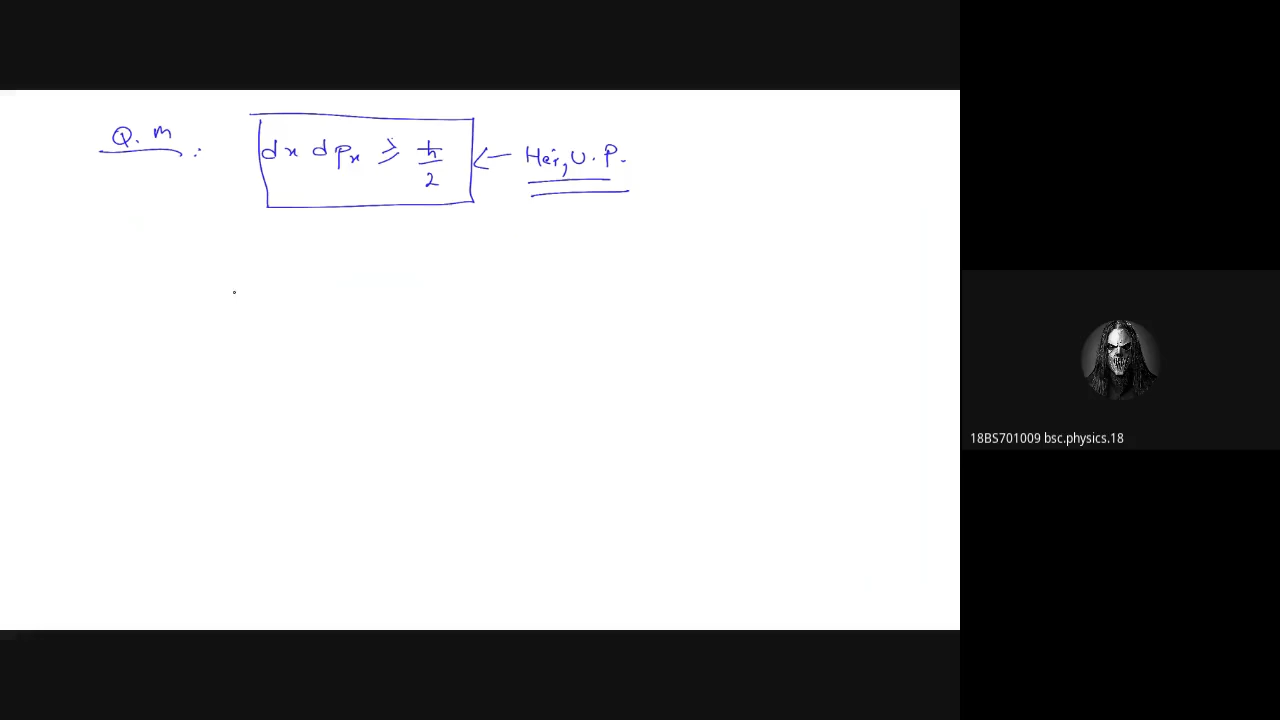 Q. M : dx dpx ≥ ħ/2 ← Hei, U. P.
18BS701009 bsc.physics.18